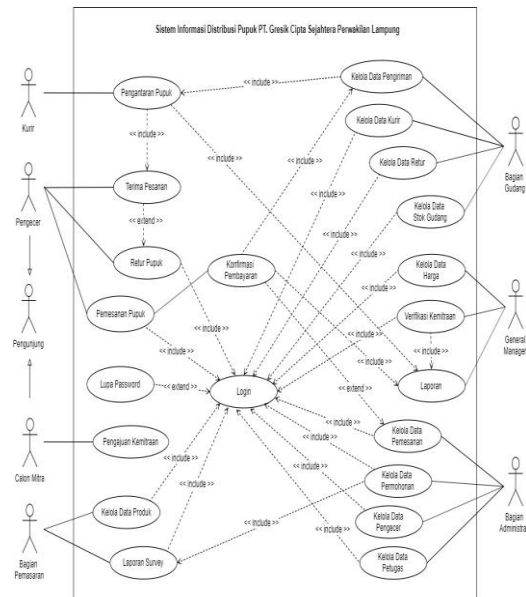 Sistem Informasi Distribusi Pupuk PT. Gresik Cipta Sejahtera Perwakilan Lampung
Kurir
Pengecer
Pengunjung
Calon Mitra
Bagian
Pemasaran
Pengantaran Pupuk
<< include >>
Terima Pesanan
<< extend >>
Retur Pupuk
Pemesanan Pupuk
<< include >>
Lupa Password
<< extend >>
Pengajuan Kemitraan
Kelola Data Produk
<< include >>
Laporan Survey
<< include >>
<< include >>
<< include >>
<< include >>
<< include >>
Konfirmasi
Pembayaran
<< include >>
<< include >>
<< extend >>
Login
Kelola Data Pengiriman
Kelola Data Kurir
<< include >>
Kelola Data Retur
<< include >>
Kelola Data
Stok Gudang
<< include >>
Kelola Data
Harga
<< include >>
Verifikasi Kemitraan
<< include >>
<< include >>
Laporan
Kelola Data
Pemesanan
<< include >>
Kelola Data
Permohonan
<< include >>
<< include >>
Kelola Data
Pengecer
<< include >>
<< include >>
Kelola Data
Petugas
Bagian
Gudang
General
Manager
Bagian
Administrasi